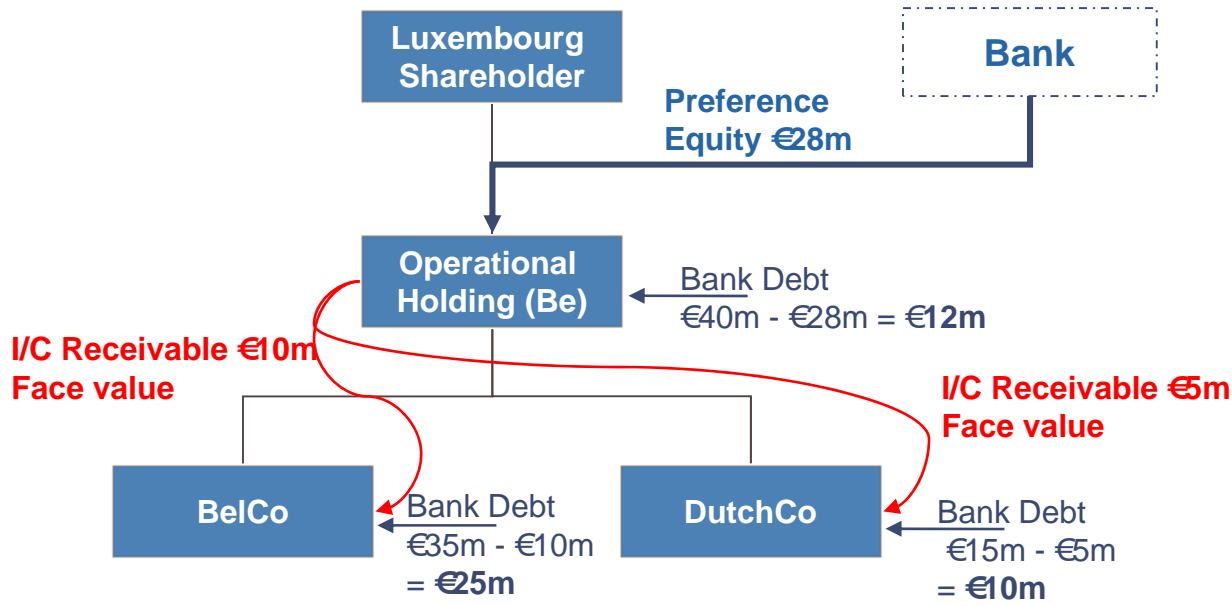 Luxembourg
Shareholder
Bank
Preference
Equity €28m
Operational
Holding (Be)
Bank Debt
€40m - €28m = €12m
I/C Receivable €10m
Face value
I/C Receivable €5m
Face value
BelCo
Bank Debt
€35m - €10m
= €25m
DutchCo
Bank Debt
€15m - €5m
= €10m